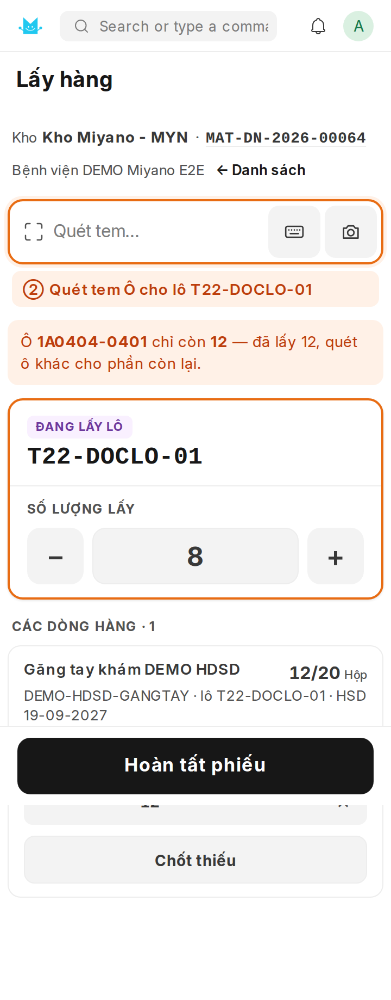 Search or type a comma
A
Lấy hàng
Kho Kho Miyano - MYN · MAT-DN-2026-00064
Bệnh viện DEMO Miyano E2E ← Danh sách
Quét tem...
② Quét tem Ô cho lô T22-DOCLO-01
Ô 1A0404-0401 chỉ còn 12 — đã lấy 12, quét
ô khác cho phần còn lại.
ĐANG LẤY LÔ
T22-DOCLO-01
SỐ LƯỢNG LẤY
− 8 +
CÁC DÒNG HÀNG · 1
Găng tay khám DEMO HDSD 12/20 Hộp
DEMO-HDSD-GANGTAY · lô T22-DOCLO-01 · HSD
19-09-2027
Hoàn tất phiếu
Chốt thiếu